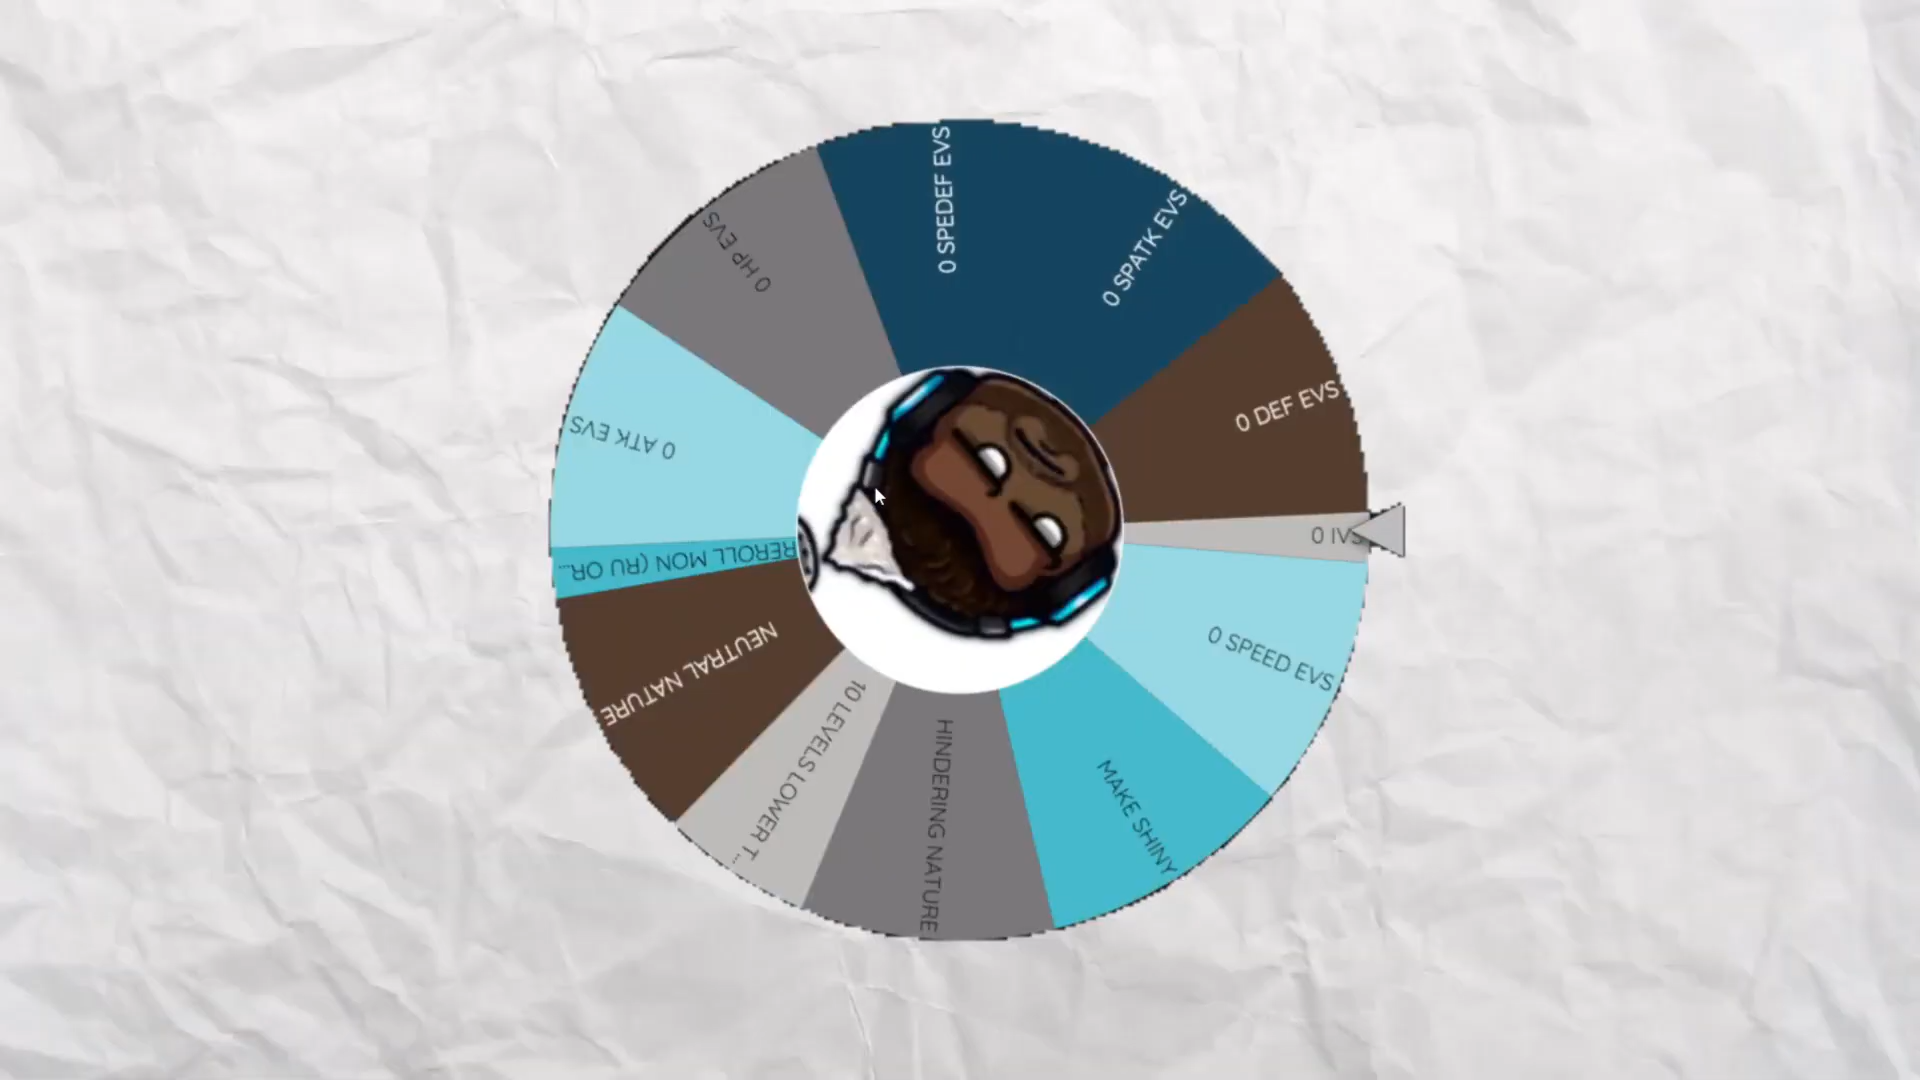 0 SPEDEF EVS
0 SPATK EVS
0 DEF EVS
0 IVS
0 SPEED EVS
MAKE SHINY
HINDERING NATURE
10 LEVELS LOWER T...
NEUTRAL NATURE
REROLL MON (RU OR...
0 ATK EVS
0 HP EVS